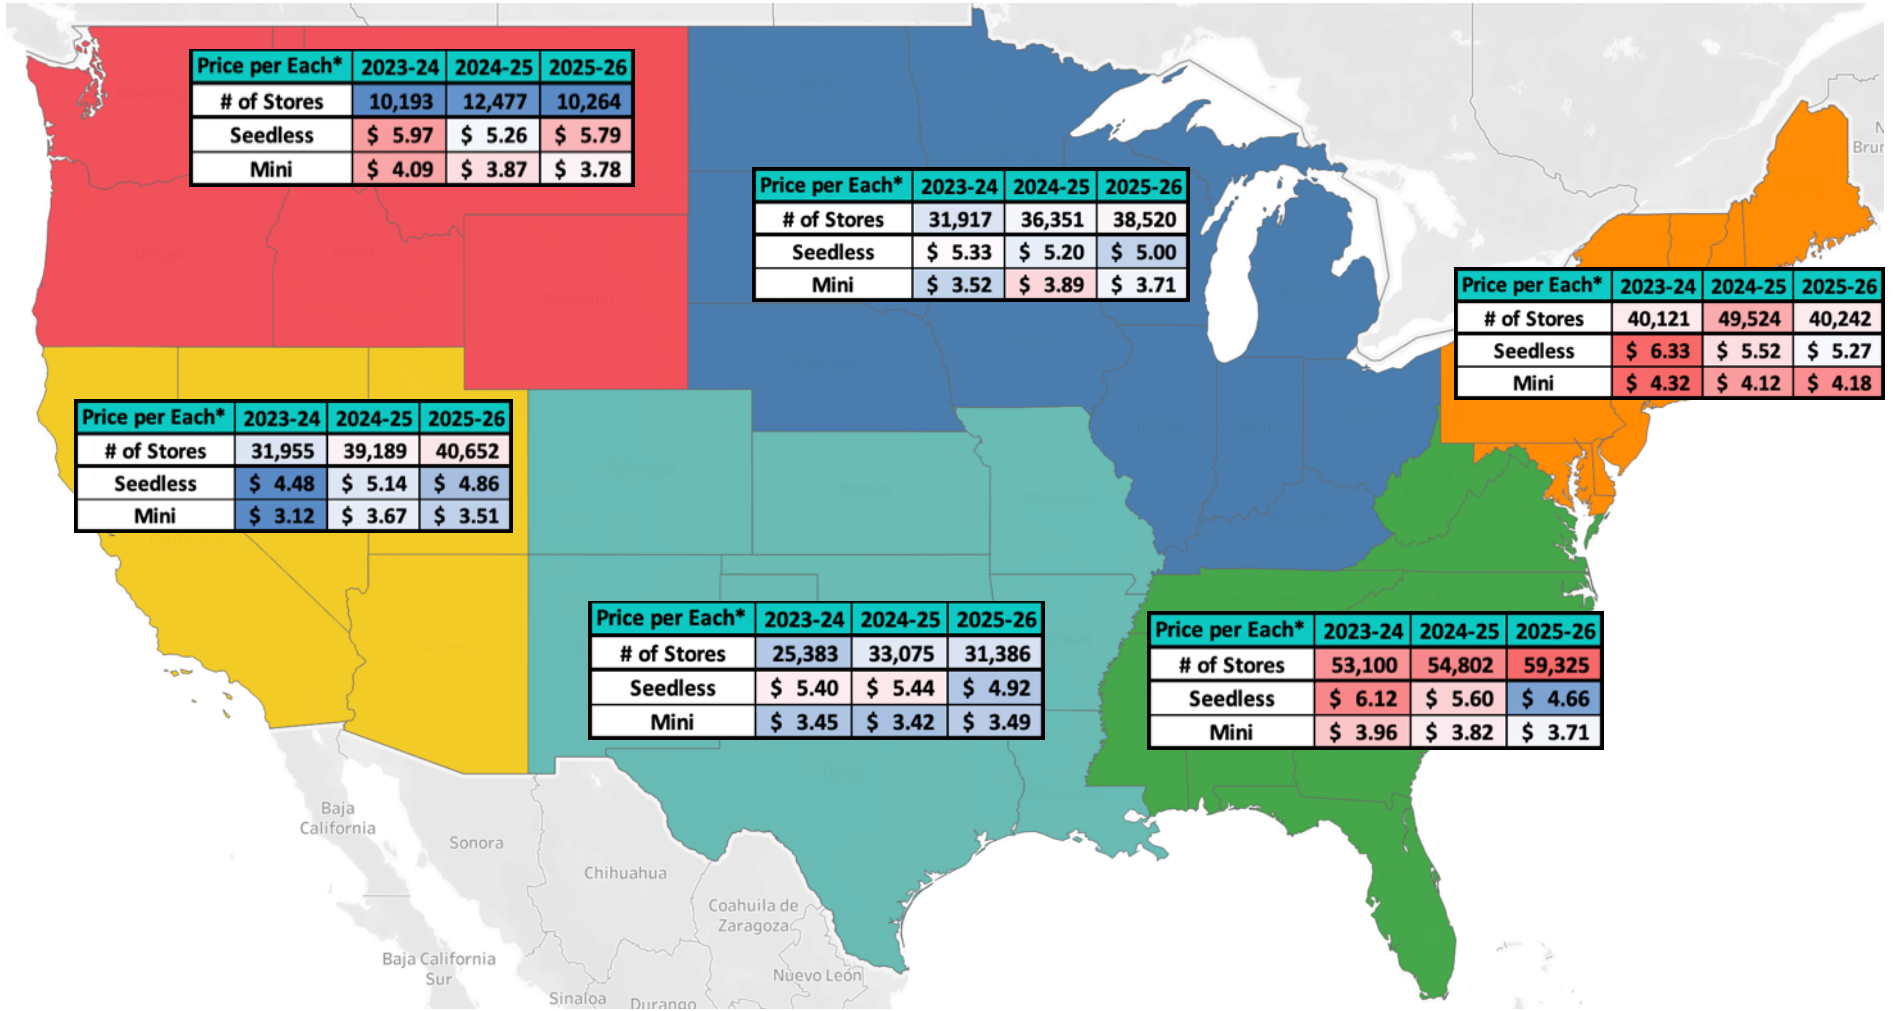 Price per Each* 2023-24 2024-25 2025-26
# of Stores 10,193 12,477 10,264
Seedless $ 5.97 $ 5.26 $ 5.79
Mini $ 4.09 $ 3.87 $ 3.78
Oregon
Idaho
Wyoming
Price per Each* 2023-24 2024-25 2025-26
# of Stores 31,917 36,351 38,520
Seedless $ 5.33 $ 5.20 $ 5.00
Mini $ 3.52 $ 3.89 $ 3.71
Price per Each* 2023-24 2024-25 2025-26
# of Stores 40,121 49,524 40,242
Seedless $ 6.33 $ 5.52 $ 5.27
Mini $ 4.32 $ 4.12 $ 4.18
Price per Each* 2023-24 2024-25 2025-26
# of Stores 31,955 39,189 40,652
Seedless $ 4.48 $ 5.14 $ 4.86
Mini $ 3.12 $ 3.67 $ 3.51
Colorado
Missouri
West
Virginia
Virginia
Arizona
Price per Each* 2023-24 2024-25 2025-26
# of Stores 25,383 33,075 31,386
Seedless $ 5.40 $ 5.44 $ 4.92
Mini $ 3.45 $ 3.42 $ 3.49
Price per Each* 2023-24 2024-25 2025-26
# of Stores 53,100 54,802 59,325
Seedless $ 6.12 $ 5.60 $ 4.66
Mini $ 3.96 $ 3.82 $ 3.71
Texas
Baja
California
Sonora
Chihuahua
Coahuila de
Zaragoza
Baja California
Sur
Nuevo León
Sinaloa
Durango